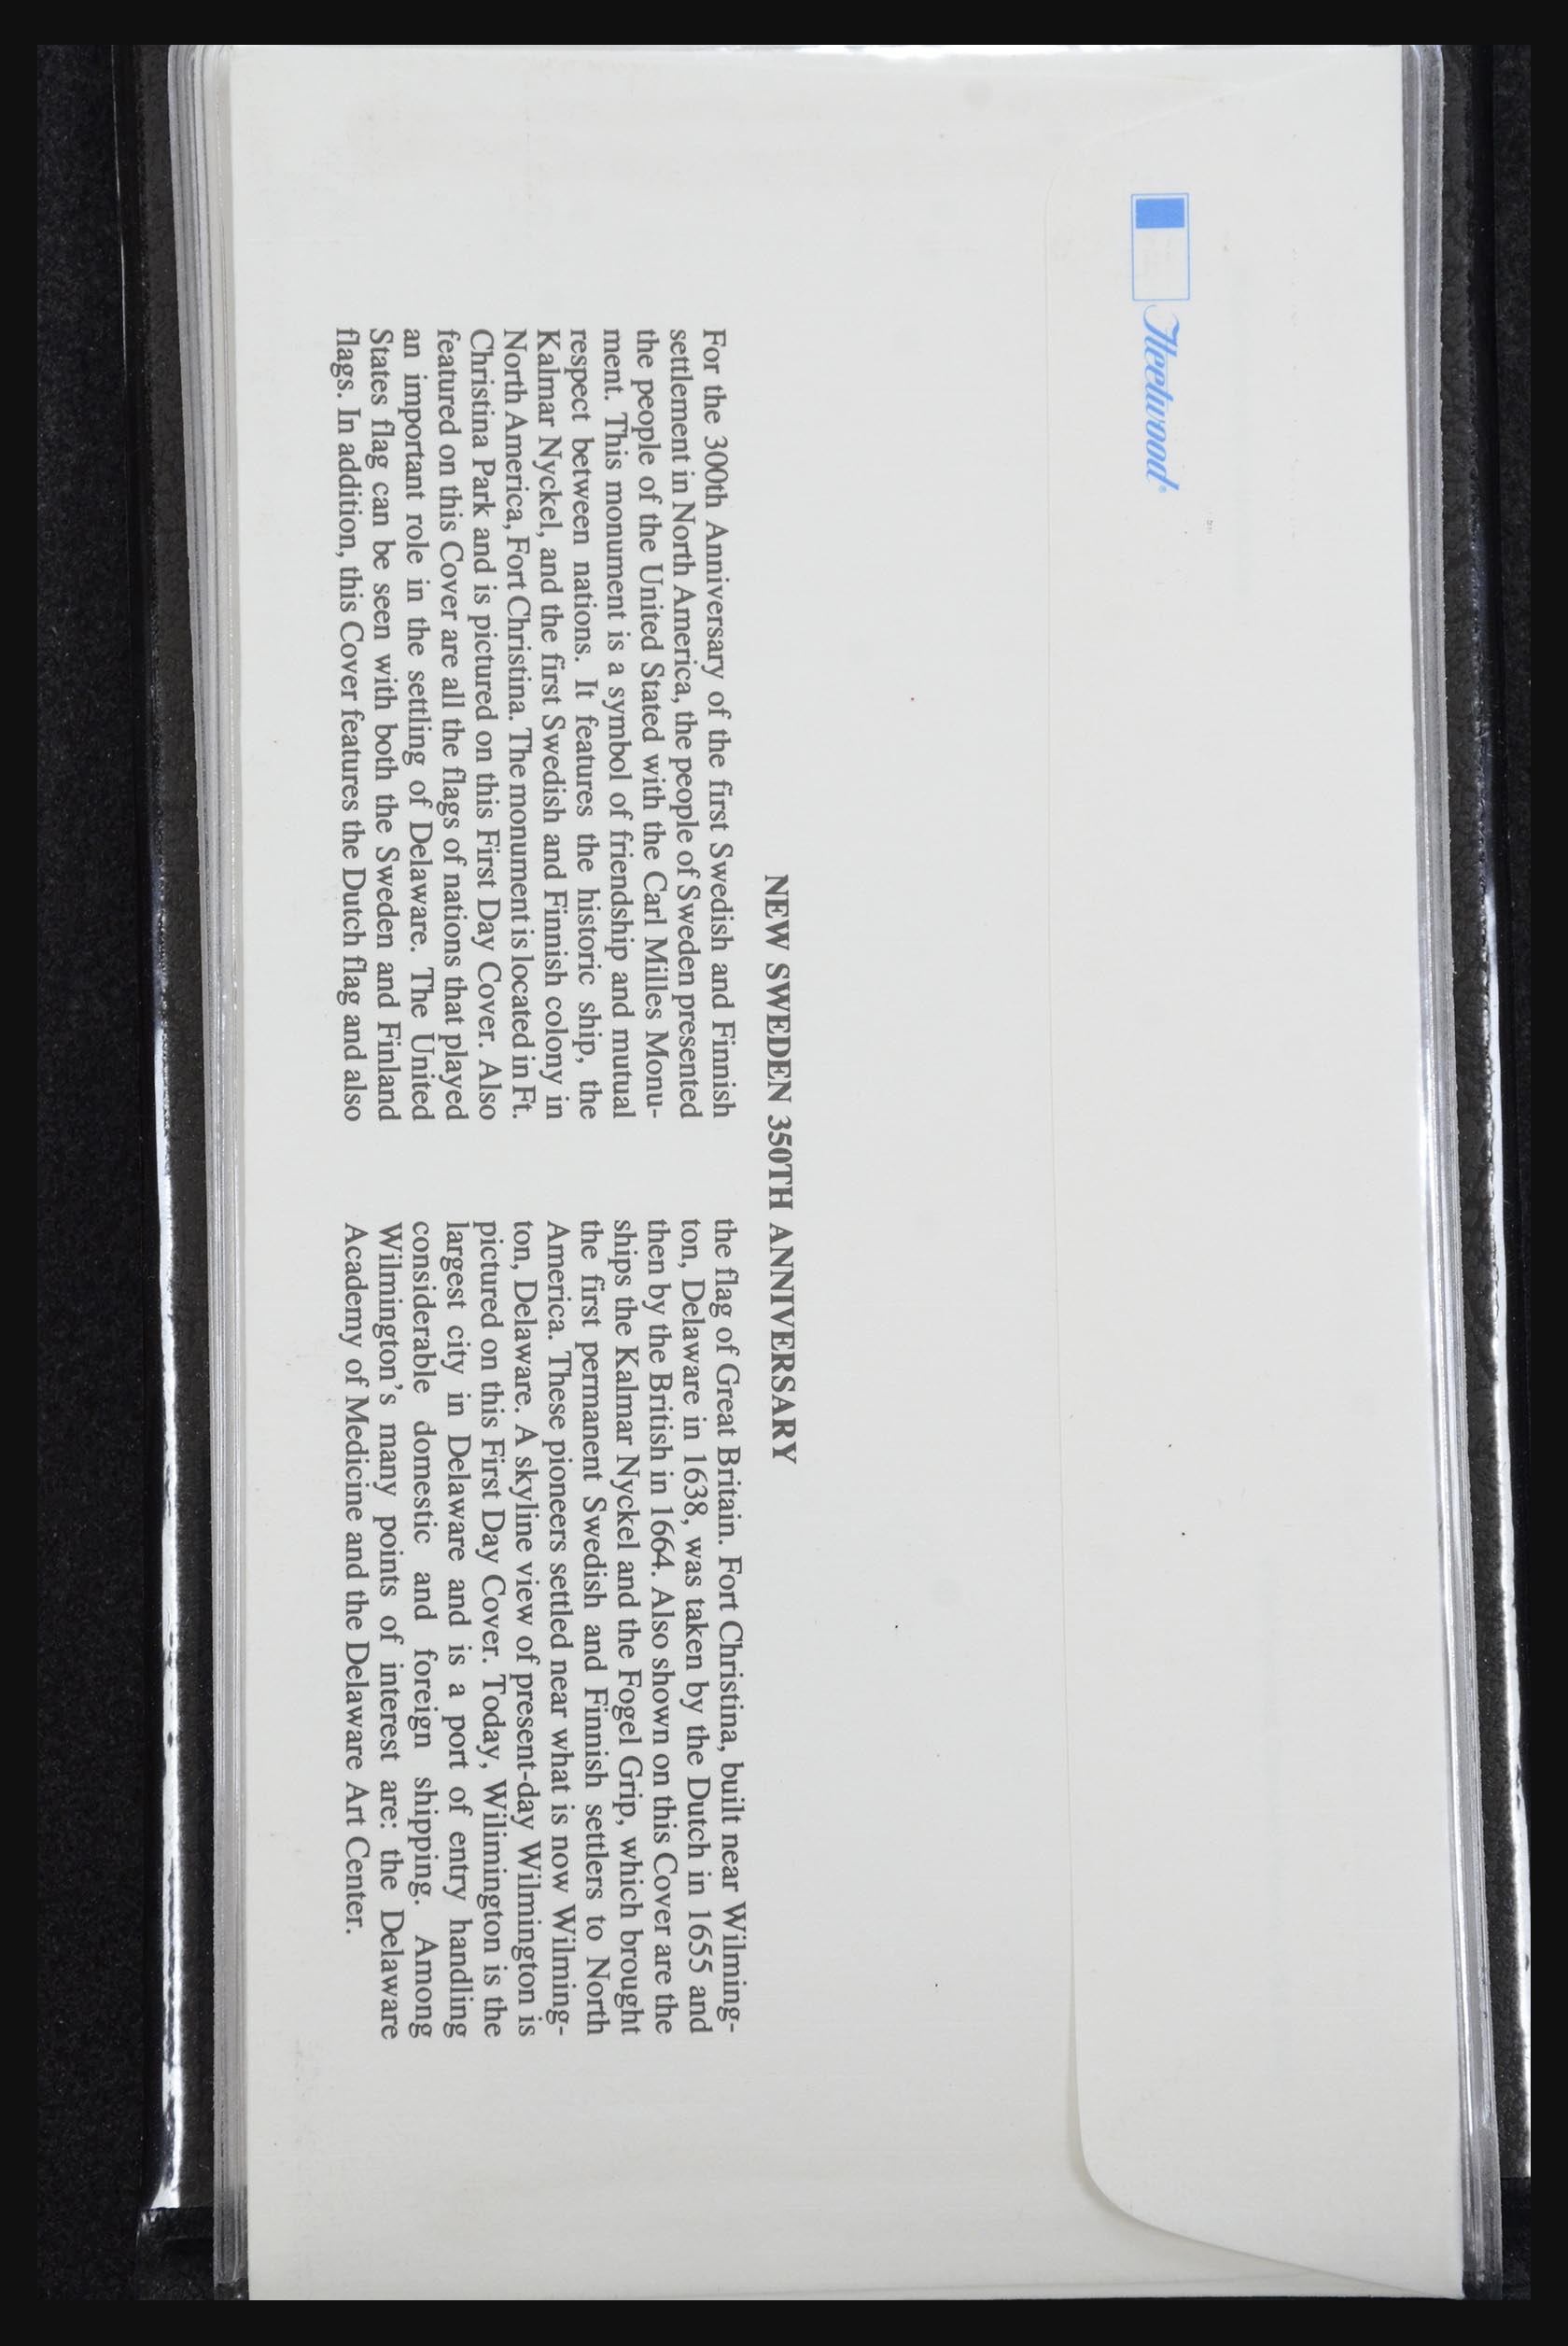 Fleetwood®
NEW SWEDEN 350TH ANNIVERSARY
For the 300th Anniversary of the first Swedish and Finnish
settlement in North America, the people of Sweden presented
the people of the United Stated with the Carl Milles Monu-
ment. This monument is a symbol of friendship and mutual
respect between nations. It features the historic ship, the
Kalmar Nyckel, and the first Swedish and Finnish colony in
North America, Fort Christina. The monument is located in Ft.
Christina Park and is pictured on this First Day Cover. Also
featured on this Cover are all the flags of nations that played
an important role in the settling of Delaware. The United
States flag can be seen with both the Sweden and Finland
flags. In addition, this Cover features the Dutch flag and also
the flag of Great Britain. Fort Christina, built near Wilming-
ton, Delaware in 1638, was taken by the Dutch in 1655 and
then by the British in 1664. Also shown on this Cover are the
ships the Kalmar Nyckel and the Fogel Grip, which brought
the first permanent Swedish and Finnish settlers to North
America. These pioneers settled near what is now Wilming-
ton, Delaware. A skyline view of present-day Wilmington is
pictured on this First Day Cover. Today, Wilimington is the
largest city in Delaware and is a port of entry handling
considerable domestic and foreign shipping. Among
Wilmington's many points of interest are: the Delaware
Academy of Medicine and the Delaware Art Center.